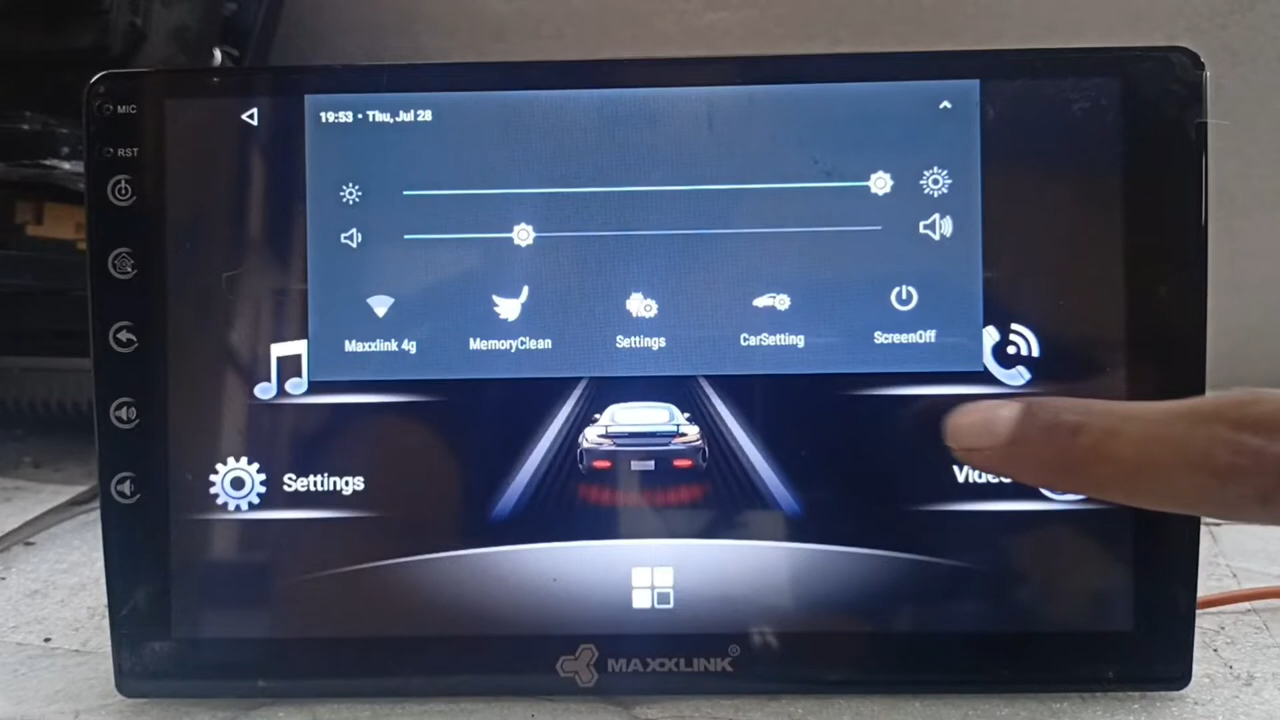 MIC
RST
19:53 • Thu, Jul 28
Maxxlink 4g
MemoryClean
Settings
CarSetting
ScreenOff
Settings
MAXXLINK®